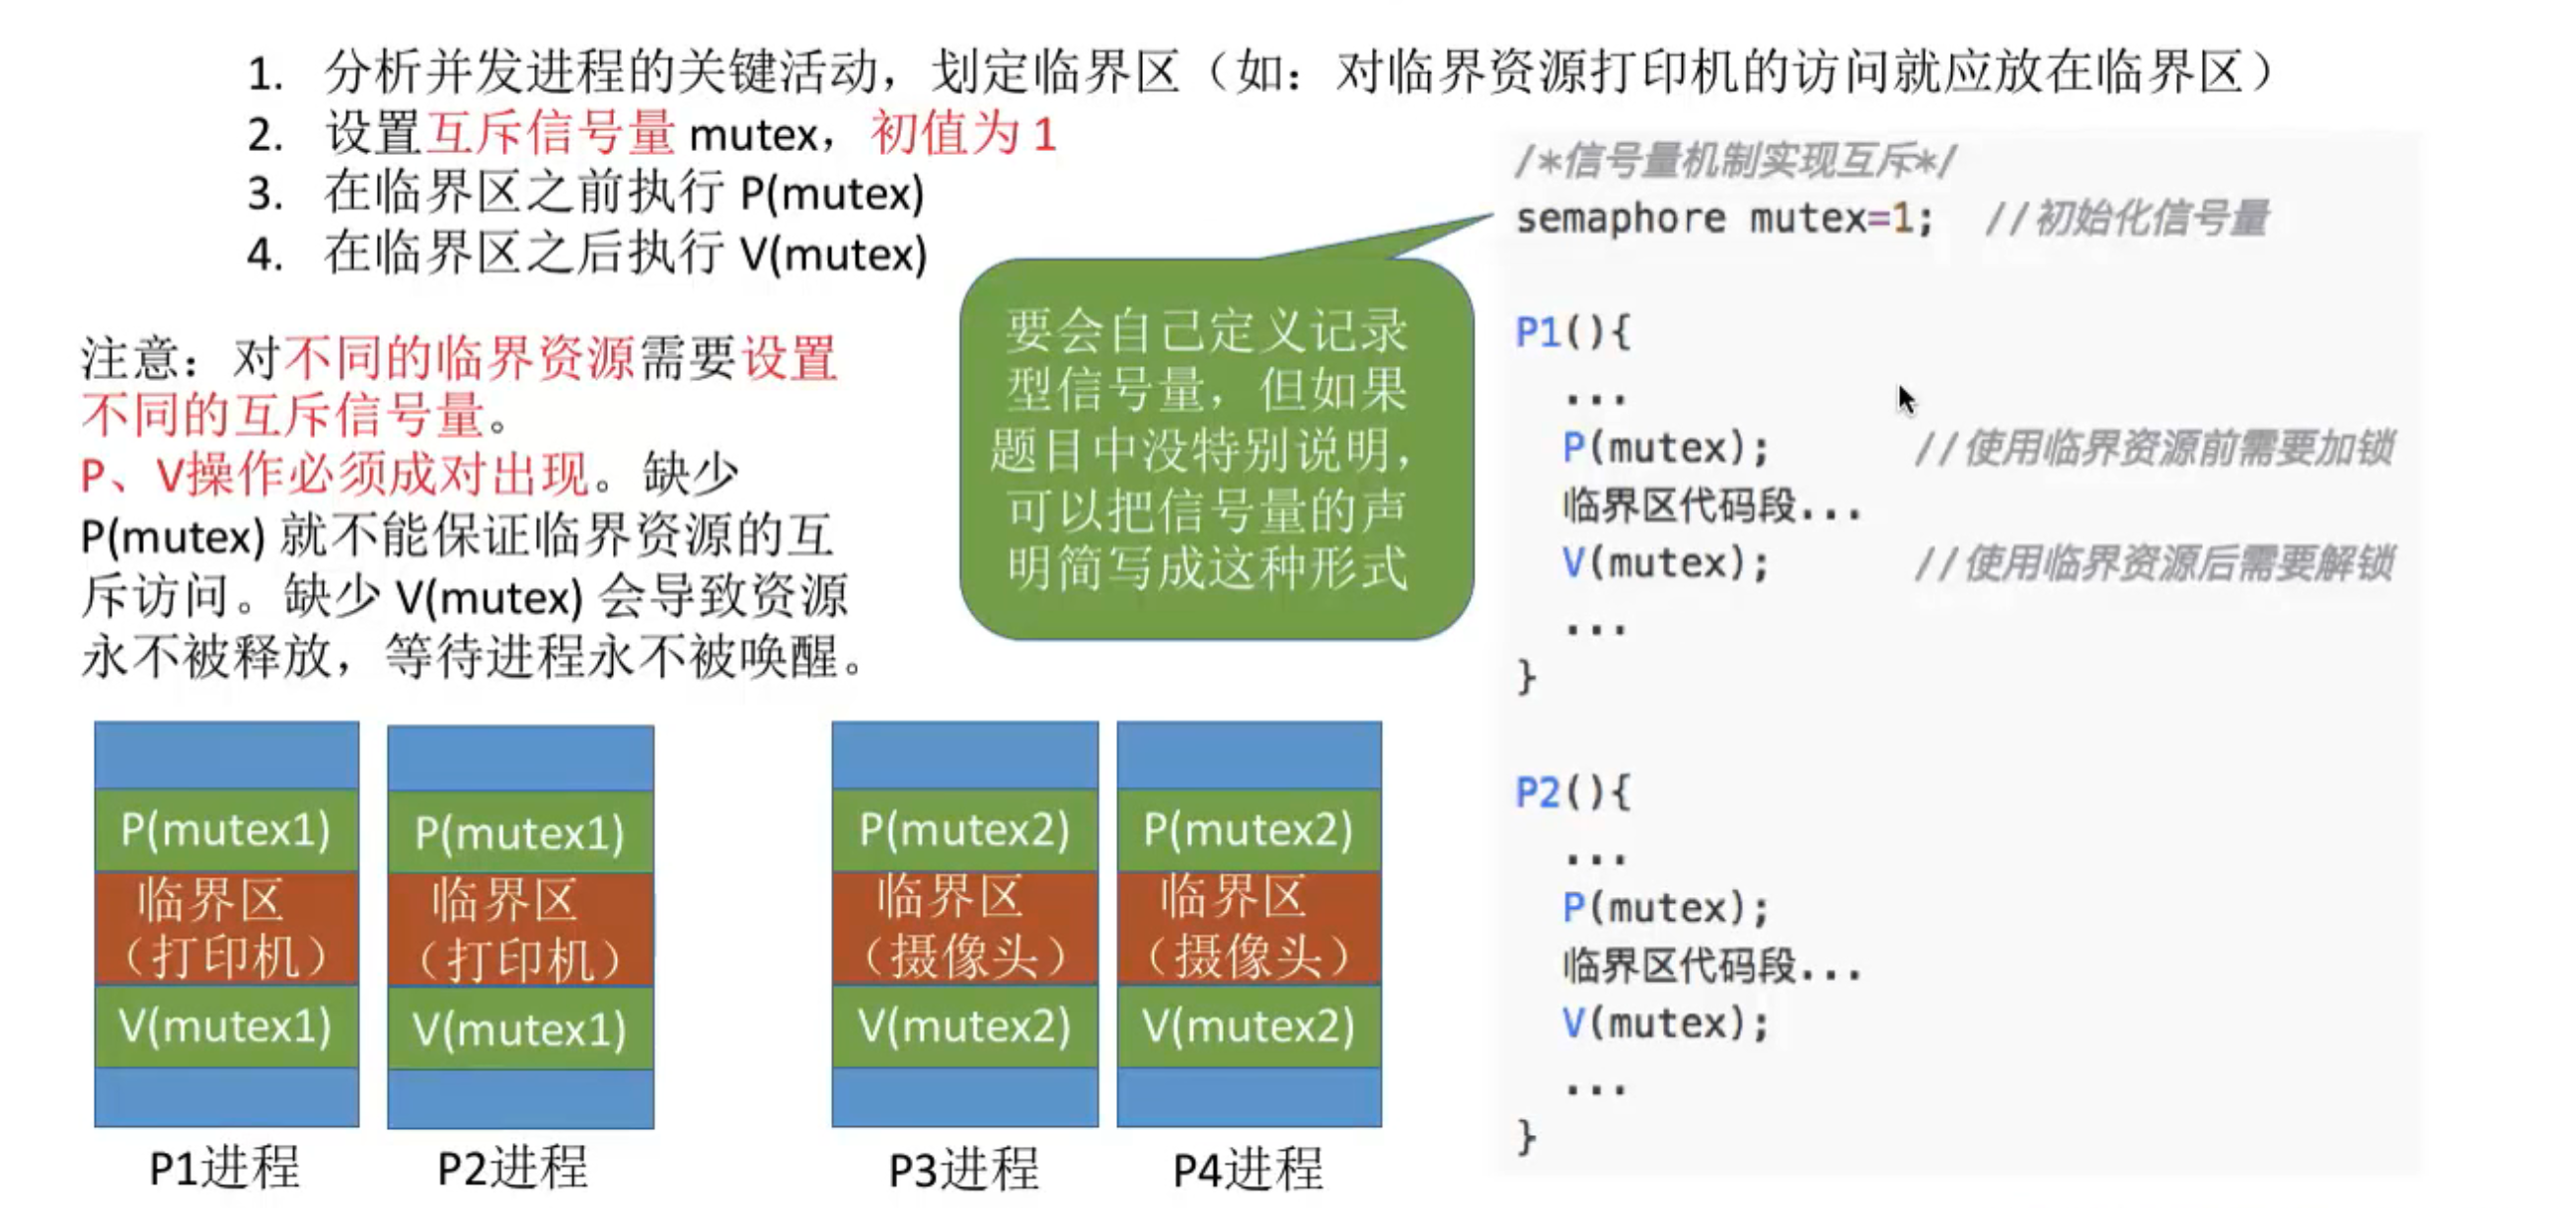 1. 分析并发进程的关键活动，划定临界区（如：对临界资源打印机的访问就应放在临界区）
2. 设置互斥信号量 mutex，初值为 1
3. 在临界区之前执行 P(mutex)
4. 在临界区之后执行 V(mutex)
注意：对不同的临界资源需要设置
不同的互斥信号量。
P、V操作必须成对出现。缺少
P(mutex) 就不能保证临界资源的互
斥访问。缺少 V(mutex) 会导致资源
永不被释放，等待进程永不被唤醒。
要会自己定义记录
型信号量，但如果
题目中没特别说明，
可以把信号量的声
明简写成这种形式
/*信号量机制实现互斥*/
semaphore mutex=1; //初始化信号量
P1(){
...
P(mutex); //使用临界资源前需要加锁
临界区代码段...
V(mutex); //使用临界资源后需要解锁
...
}
P2(){
...
P(mutex);
临界区代码段...
V(mutex);
...
}
P(mutex1)
临界区
（打印机）
V(mutex1)
P1进程
P(mutex1)
临界区
（打印机）
V(mutex1)
P2进程
P(mutex2)
临界区
（摄像头）
V(mutex2)
P3进程
P(mutex2)
临界区
（摄像头）
V(mutex2)
P4进程